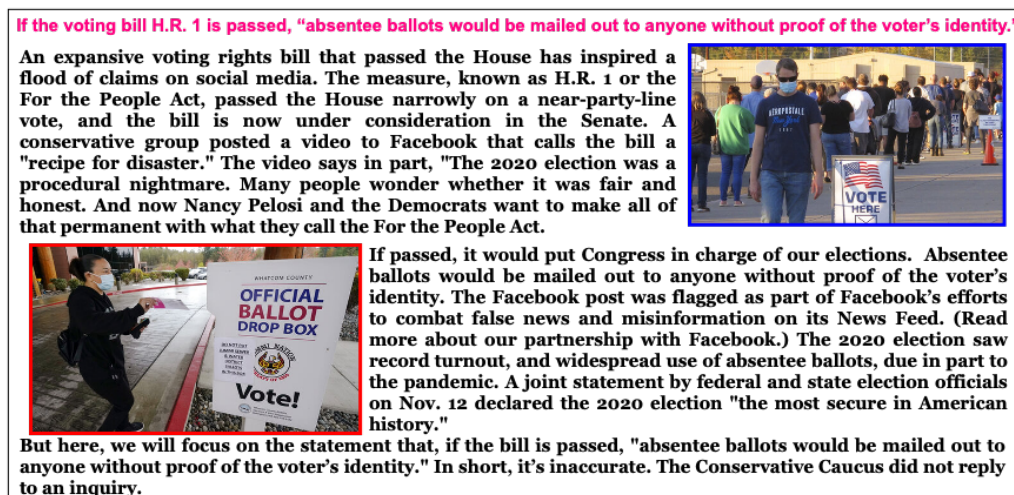 If the voting bill H.R. 1 is passed, “absentee ballots would be mailed out to anyone without proof of the voter’s identity.”
An expansive voting rights bill that passed the House has inspired a
flood of claims on social media. The measure, known as H.R. 1 or the
For the People Act, passed the House narrowly on a near-party-line
vote, and the bill is now under consideration in the Senate. A
conservative group posted a video to Facebook that calls the bill a
"recipe for disaster." The video says in part, "The 2020 election was a
procedural nightmare. Many people wonder whether it was fair and
honest. And now Nancy Pelosi and the Democrats want to make all of
that permanent with what they call the For the People Act.
AEROPOSTALE
VOTE
HERE
WHATCOM COUNTY
OFFICIAL
BALLOT
DROP BOX
Vote!
If passed, it would put Congress in charge of our elections.  Absentee
ballots would be mailed out to anyone without proof of the voter’s
identity. The Facebook post was flagged as part of Facebook’s efforts
to combat false news and misinformation on its News Feed. (Read
more about our partnership with Facebook.) The 2020 election saw
record turnout, and widespread use of absentee ballots, due in part to
the pandemic. A joint statement by federal and state election officials
on Nov. 12 declared the 2020 election "the most secure in American
history."
But here, we will focus on the statement that, if the bill is passed, "absentee ballots would be mailed out to
anyone without proof of the voter’s identity." In short, it’s inaccurate. The Conservative Caucus did not reply
to an inquiry.